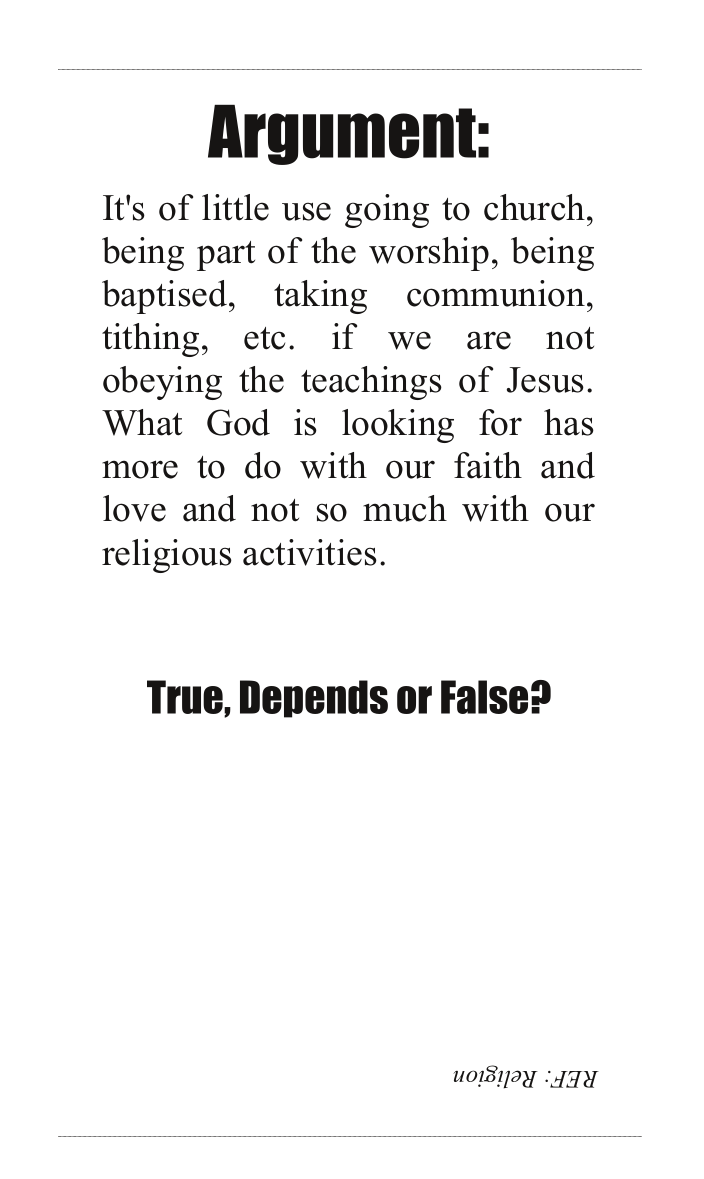 Argument:
It's of little use going to church,
being part of the worship, being
baptised, taking communion,
tithing, etc. if we are not
obeying the teachings of Jesus.
What God is looking for has
more to do with our faith and
love and not so much with our
religious activities.
True, Depends or False?
REF: Religion